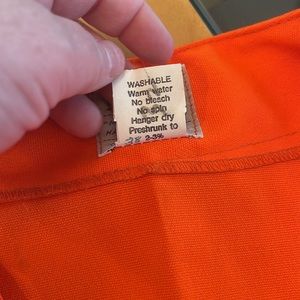 WASHABLE
Warm water
No bleach
No spin
Hanger dry
Preshrunk to
2-3%